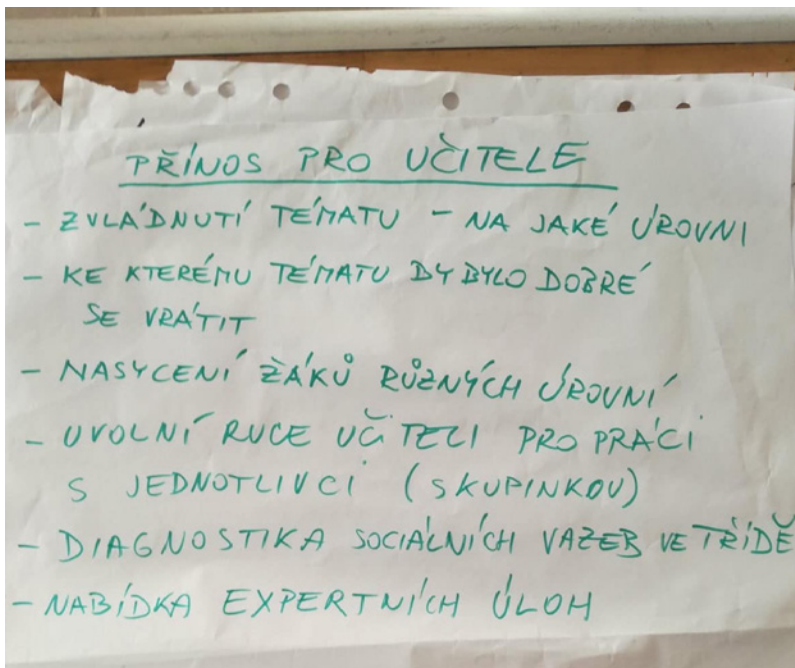 PŘÍNOS PRO UČITELE
- ZVLÁDNUTÍ TÉMATU - NA JAKÉ ÚROVNI
- KE KTERÉMU TÉMATU BY BYLO DOBRÉ
SE VRÁTIT
- NASYCENÍ ŽÁKŮ RŮZNÝCH ÚROVNÍ
- UVOLNÍ RUCE UČITELI PRO PRÁCI
S JEDNOTLIVCI (SKUPINKOU)
- DIAGNOSTIKA SOCIÁLNÍCH VAZEB VE TŘÍDĚ
- NABÍDKA EXPERTNÍCH ÚLOH